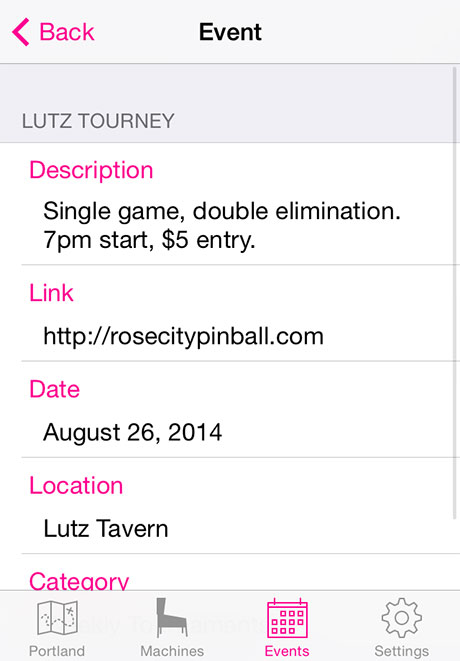 Back
Event
LUTZ TOURNEY
Description
Single game, double elimination.
7pm start, $5 entry.
Link
http://rosecitypinball.com
Date
August 26, 2014
Location
Lutz Tavern
Category
Portland
Machines
Events
Settings